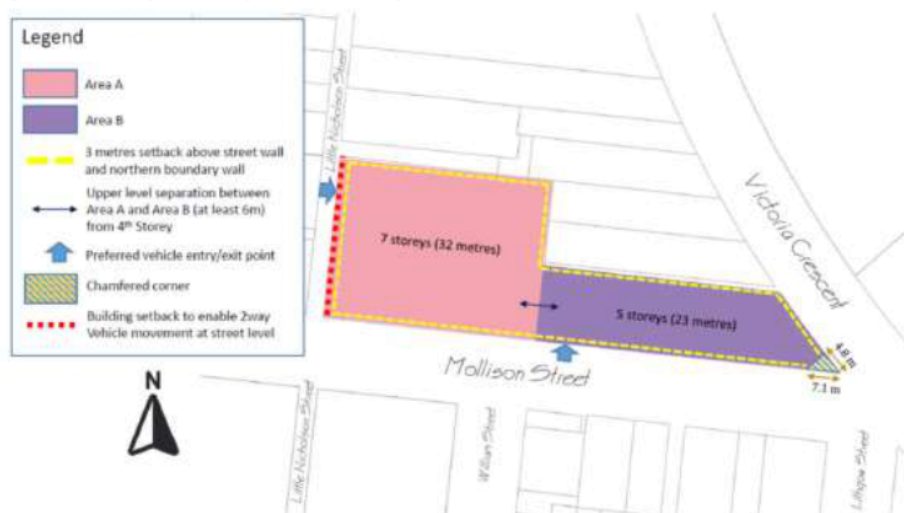 Legend
Area A
Area B
3 metres setback above street wall
and northern boundary wall
Upper level separation between
Area A and Area B (at least 6m)
from 4th Storey
Preferred vehicle entry/exit point
Chamfered corner
Building setback to enable 2way
Vehicle movement at street level
N
Little Nicholson Street
7 storeys (32 metres)
5 storeys (23 metres)
Victoria Crescent
4.8 m
7.1 m
Mollison Street
Little Nicholson Street
William Street
Lithgow Street